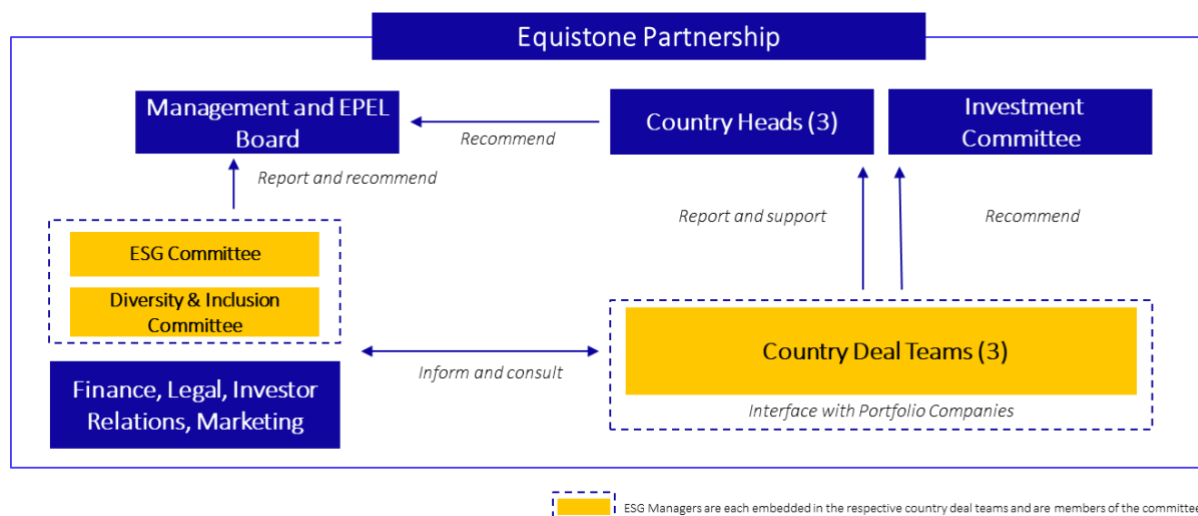 Equistone Partnership
Management and EPEL
Board
Recommend
Country Heads (3)
Investment
Committee
Report and recommend
Report and support
Recommend
ESG Committee
Diversity & Inclusion
Committee
Inform and consult
Country Deal Teams (3)
Interface with Portfolio Companies
Finance, Legal, Investor
Relations, Marketing
ESG Managers are each embedded in the respective country deal teams and are members of the committee